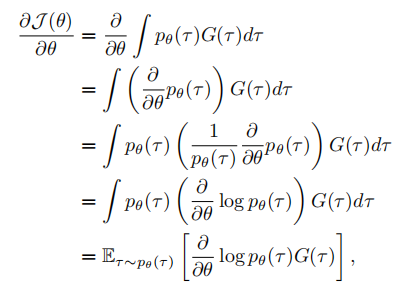 ∂𝒥(θ)/∂θ = ∂/∂θ ∫ p_θ(τ)G(τ)dτ
= ∫ (∂/∂θ p_θ(τ)) G(τ)dτ
= ∫ p_θ(τ) (1/p_θ(τ) ∂/∂θ p_θ(τ)) G(τ)dτ
= ∫ p_θ(τ) (∂/∂θ log p_θ(τ)) G(τ)dτ
= 𝔼_{τ∼p_θ(τ)} [∂/∂θ log p_θ(τ)G(τ)],